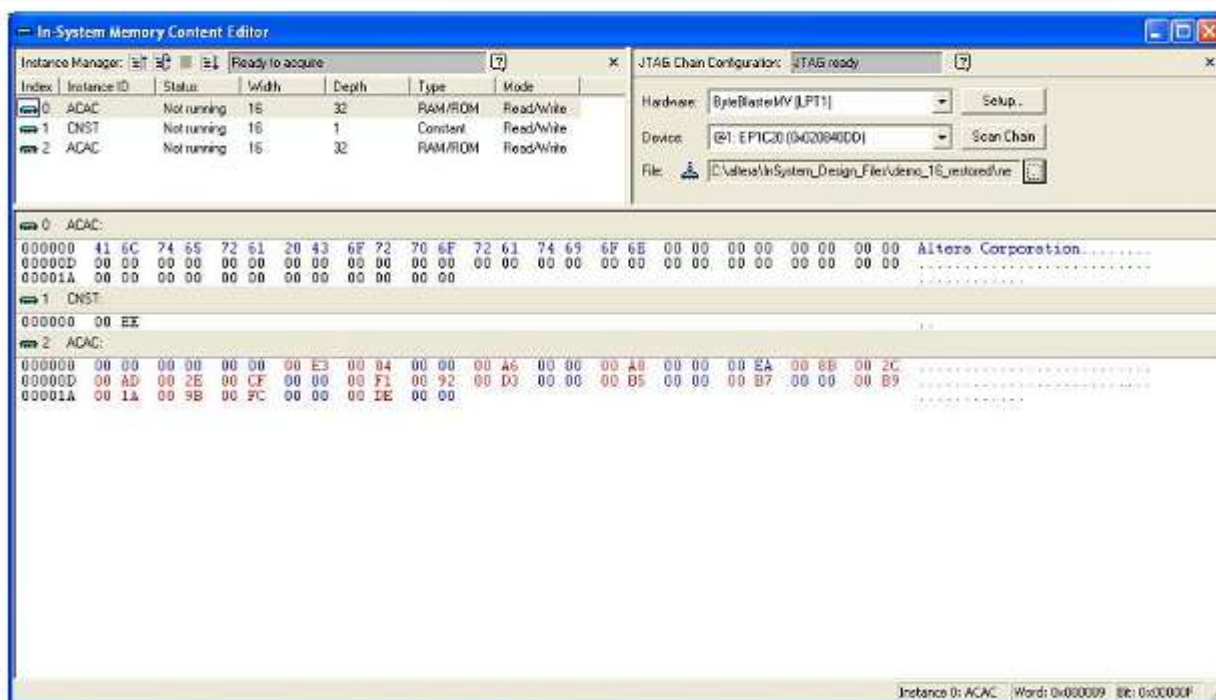 In-System Memory Content Editor
Instance Manager: Ready to acquire
JTAG Chain Configuration: JTAG ready
Index Instance ID Status Width Depth Type Mode
0 ACAC Not running 16 32 RAM/ROM Read/Write
1 CNST Not running 16 1 Constant Read/Write
2 ACAC Not running 16 32 RAM/ROM Read/Write
Hardware: ByteBlasterMV [LPT1] Setup...
Device: @1: EP1C20 (0x020840DD) Scan Chain
File: C:\altera\InSystem_Design_Files\demo_16_restored\ne ...
0 ACAC:
000000 41 6C 74 65 72 61 20 43 6F 72 70 6F 72 61 74 69 6F 6E 00 00 00 00 00 00 00 00 Altera Corporation........
00000D 00 00 00 00 00 00 00 00 00 00 00 00 00 00 00 00 00 00 00 00 00 00 00 00 00 00 ..........................
00001A 00 00 00 00 00 00 00 00 00 00 00 00 ............
1 CNST:
000000 00 EE ..
2 ACAC:
000000 00 00 00 00 00 00 00 E3 00 84 00 00 00 A6 00 00 00 A8 00 00 00 EA 00 8B 00 2C ..........................
00000D 00 AD 00 2E 00 CF 00 00 00 F1 00 92 00 D3 00 00 00 B5 00 00 00 B7 00 00 00 B9 ..........................
00001A 00 1A 00 9B 00 FC 00 00 00 DE 00 00 ............
Instance 0: ACAC Word: 0x000009 Bit: 0x00000F